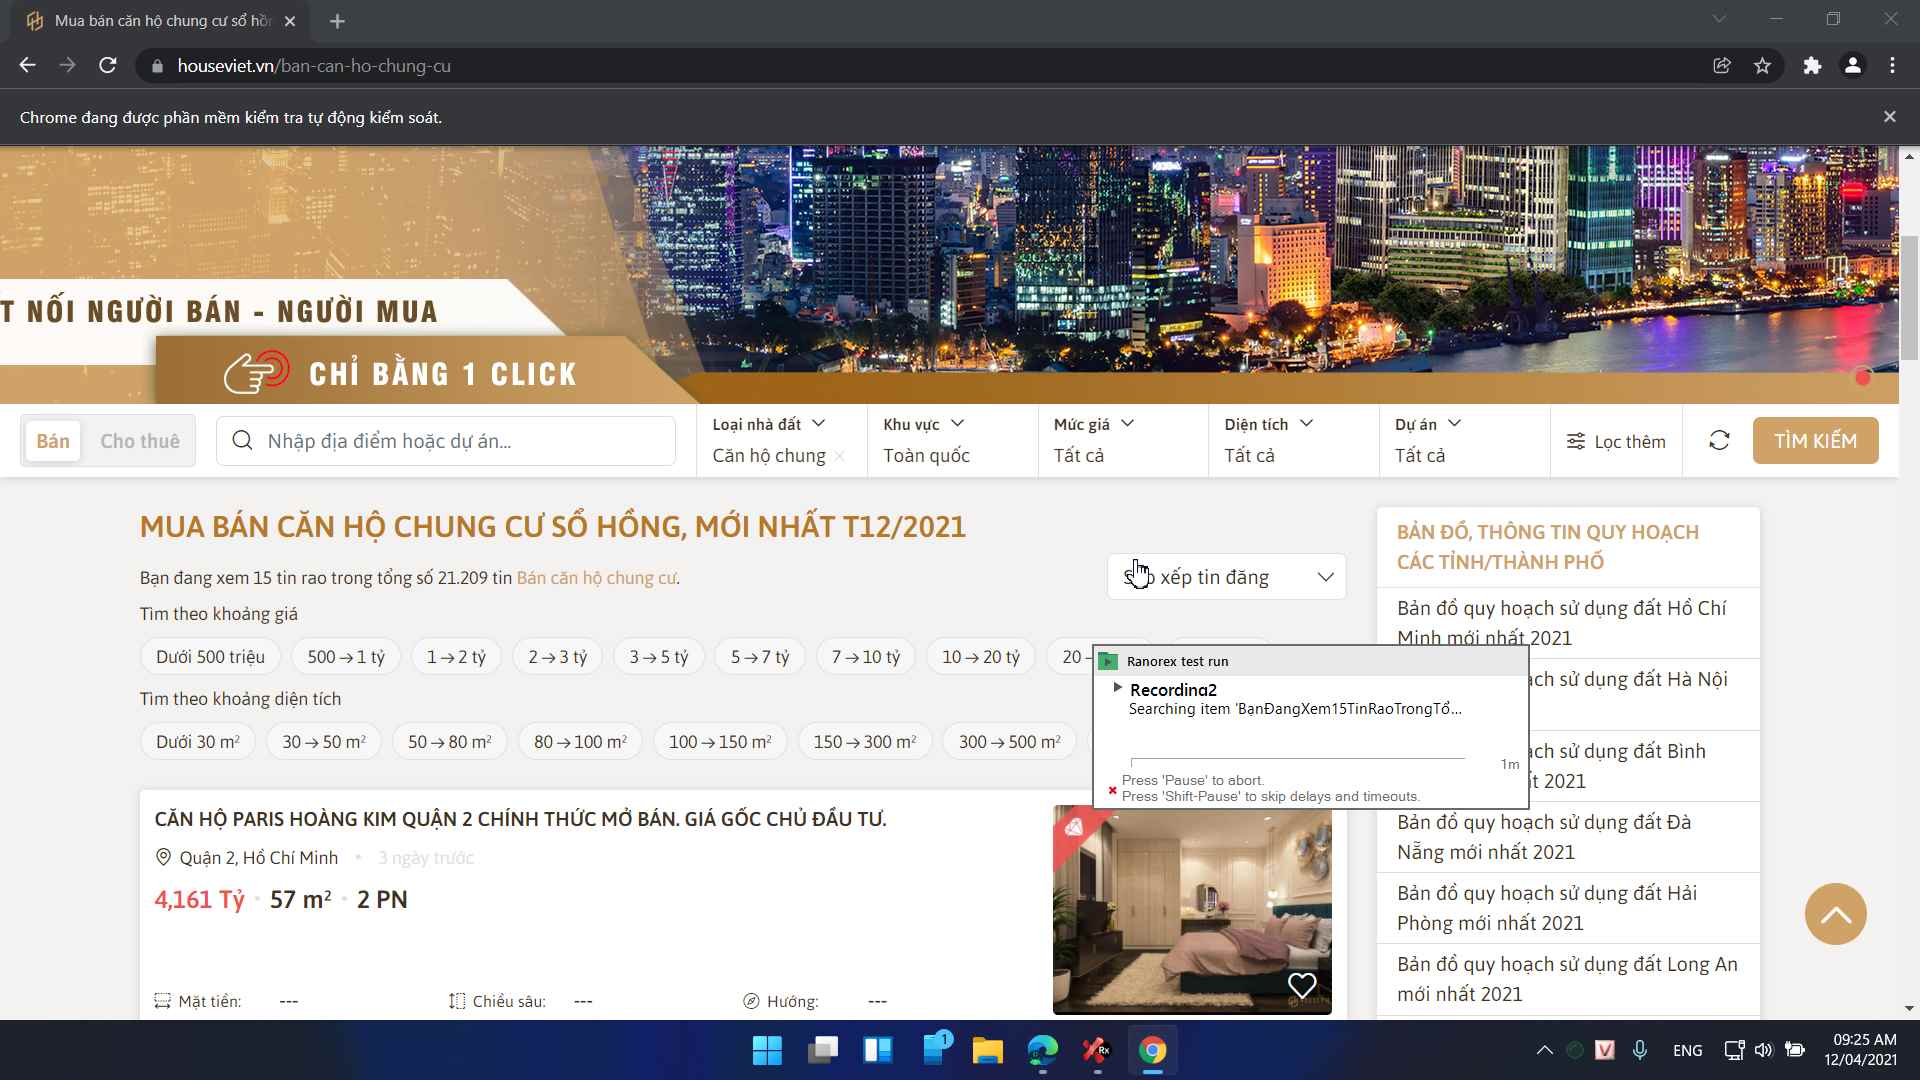 Mua bán căn hộ chung cư sổ hồn
houseviet.vn/ban-can-ho-chung-cu
Chrome đang được phần mềm kiểm tra tự động kiểm soát.
T NỐI NGƯỜI BÁN - NGƯỜI MUA
CHỈ BẰNG 1 CLICK
Bán
Cho thuê
Nhập địa điểm hoặc dự án...
Loại nhà đất
Căn hộ chung
Khu vực
Toàn quốc
Mức giá
Tất cả
Diện tích
Tất cả
Dự án
Tất cả
Lọc thêm
TÌM KIẾM
MUA BÁN CĂN HỘ CHUNG CƯ SỔ HỒNG, MỚI NHẤT T12/2021
Bạn đang xem 15 tin rao trong tổng số 21.209 tin Bán căn hộ chung cư.
xếp tin đăng
Tìm theo khoảng giá
Dưới 500 triệu
500→1 tỷ
1→2 tỷ
2→3 tỷ
3→5 tỷ
5→7 tỷ
7→10 tỷ
10→20 tỷ
20
Tìm theo khoảng diện tích
Dưới 30 m²
30→50 m²
50→80 m²
80→100 m²
100→150 m²
150→300 m²
300→500 m²
Ranorex test run
Recording2
Searching item 'BạnĐangXem15TinRaoTrongTổ...
1m
Press 'Pause' to abort.
Press 'Shift-Pause' to skip delays and timeouts.
CĂN HỘ PARIS HOÀNG KIM QUẬN 2 CHÍNH THỨC MỞ BÁN. GIÁ GỐC CHỦ ĐẦU TƯ.
Quận 2, Hồ Chí Minh • 3 ngày trước
4,161 Tỷ · 57 m² · 2 PN
Mặt tiền: ---
Chiều sâu: ---
Hướng: ---
BẢN ĐỒ, THÔNG TIN QUY HOẠCH
CÁC TỈNH/THÀNH PHỐ
Bản đồ quy hoạch sử dụng đất Hồ Chí
Minh mới nhất 2021
ạch sử dụng đất Hà Nội
ạch sử dụng đất Bình
t 2021
Bản đồ quy hoạch sử dụng đất Đà
Nẵng mới nhất 2021
Bản đồ quy hoạch sử dụng đất Hải
Phòng mới nhất 2021
Bản đồ quy hoạch sử dụng đất Long An
mới nhất 2021
1
Rx
V
ENG
09:25 AM
12/04/2021